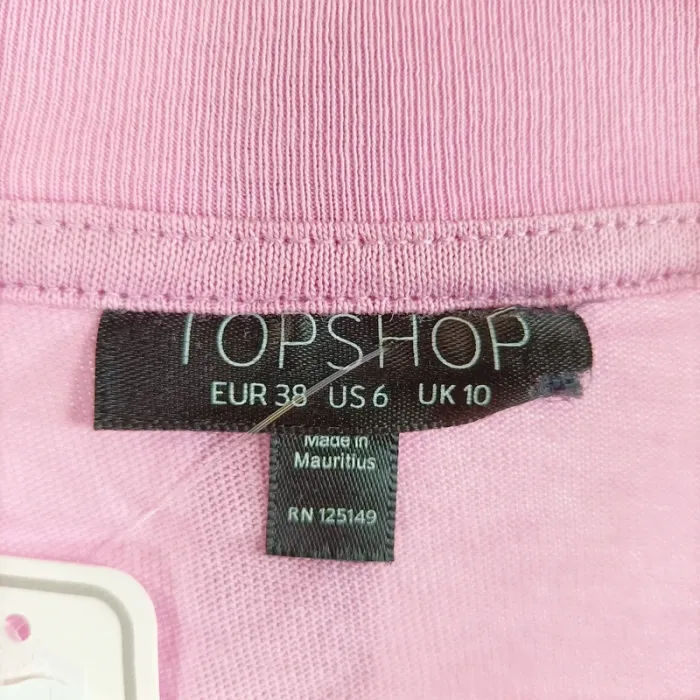 TOPSHOP
EUR 38 US 6 UK 10
Made in
Mauritius
RN 125149